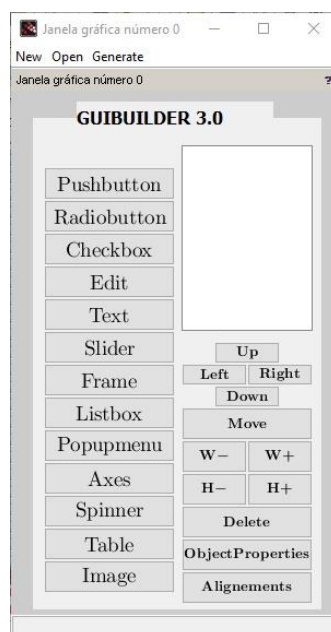 Janela gráfica número 0
New Open Generate
Janela gráfica número 0 ?
GUIBUILDER 3.0
Pushbutton
Radiobutton
Checkbox
Edit
Text
Slider
Frame
Listbox
Popupmenu
Axes
Spinner
Table
Image
Up
Left Right
Down
Move
W− W+
H− H+
Delete
ObjectProperties
Alignements